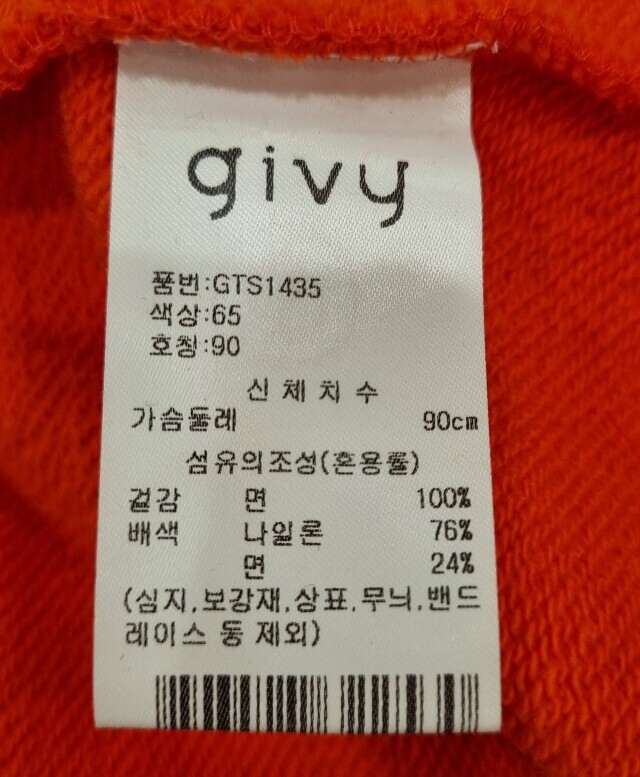 givy
품번:GTS1435
색상:65
호칭:90
신 체 치 수
가슴둘레 90cm
섬유의조성(혼용률)
겉감 면 100%
배색 나일론 76%
면 24%
(심지,보강재,상표,무늬,밴드
레이스 등 제외)